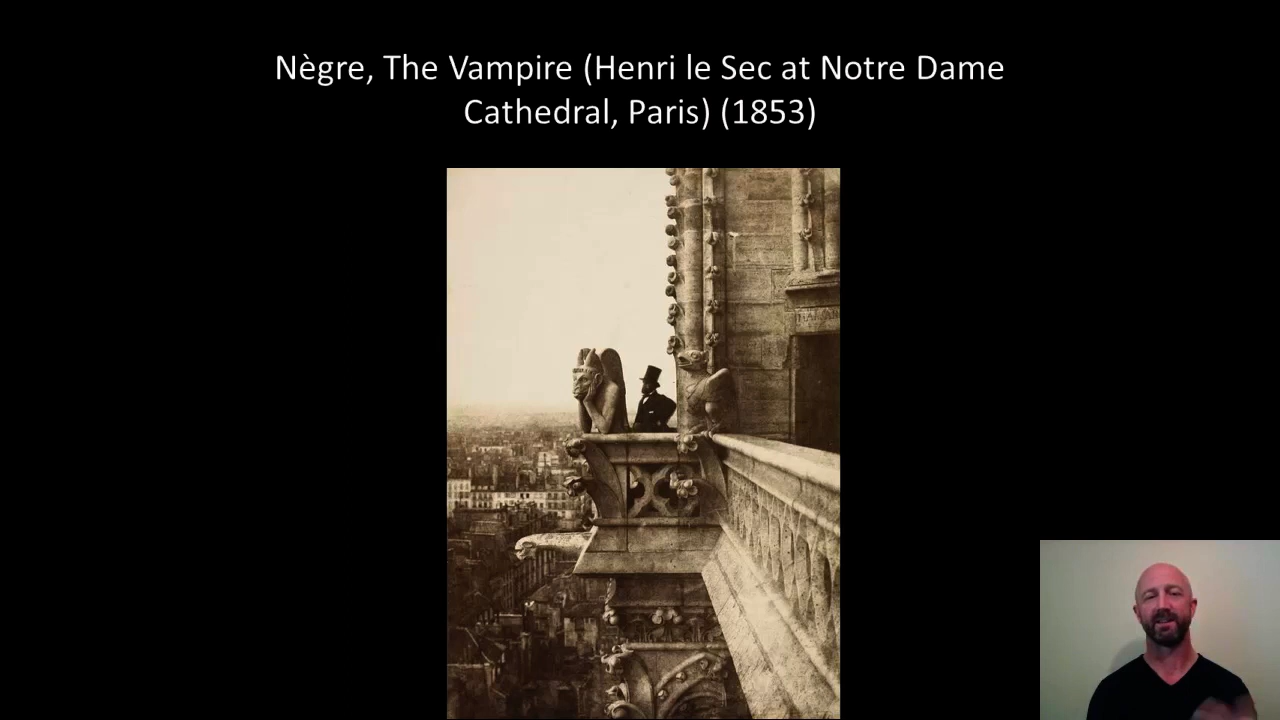 Nègre, The Vampire (Henri le Sec at Notre Dame
Cathedral, Paris) (1853)